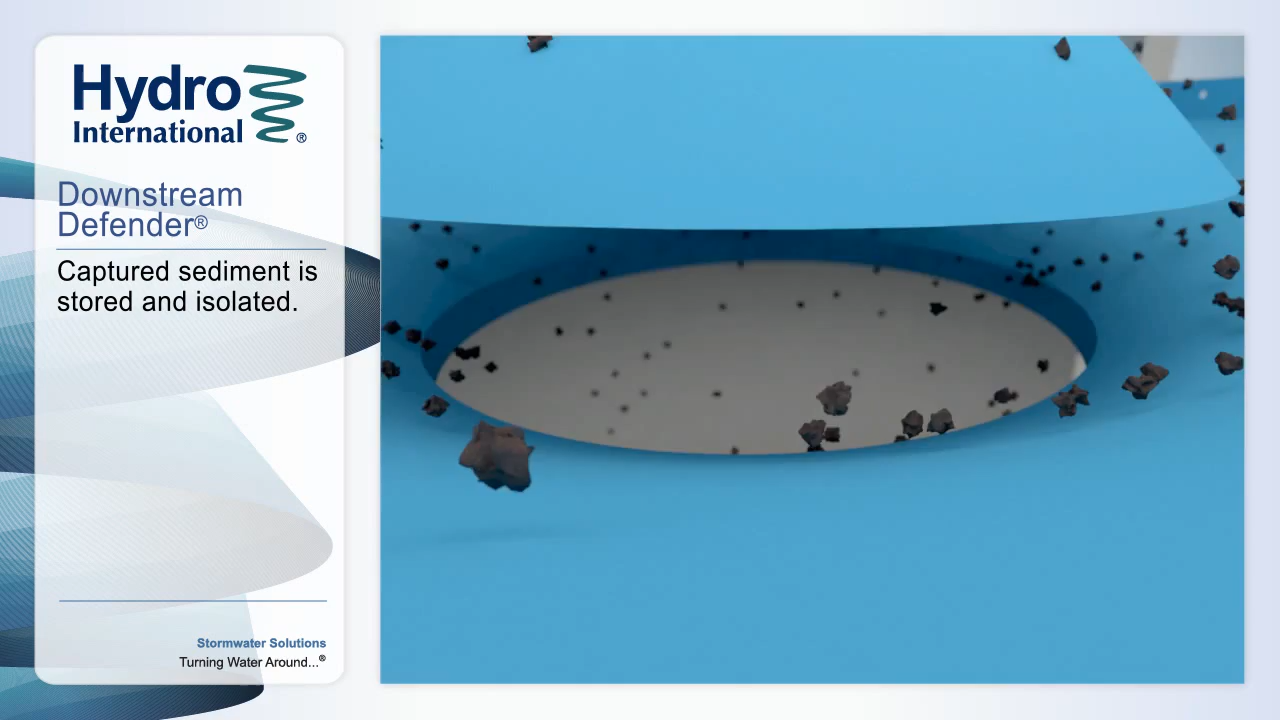 Hydro
International®
Downstream
Defender®
Captured sediment is
stored and isolated.
Stormwater Solutions
Turning Water Around...®